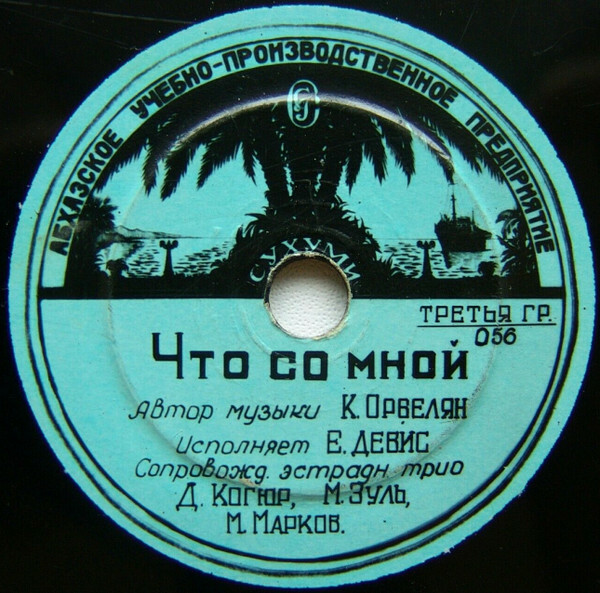 АБХАЗСКОЕ УЧЕБНО-ПРОИЗВОДСТВЕННОЕ ПРЕДПРИЯТИЕ
СУХУМИ
ТРЕТЬЯ ГР.
056
Что со мной
Автор музыки К. Орвелян
Исполняет Е. Девис
Сопровожд. эстрадн трио
Д. Когюр, М. Зуль,
М. Марков.